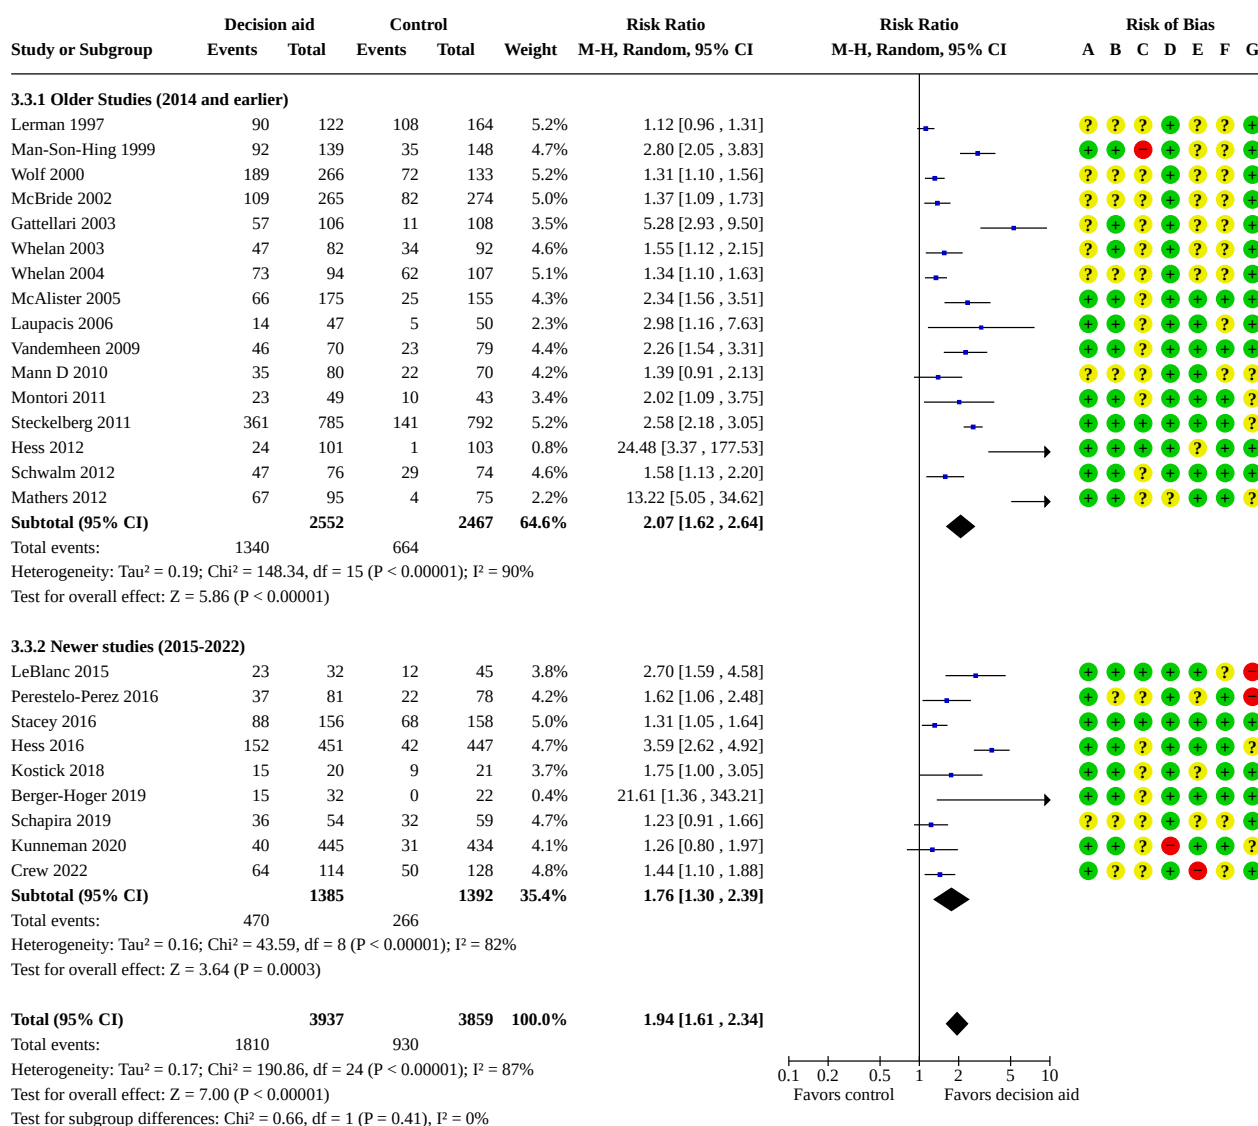 Decision aid Control Risk Ratio Risk Ratio Risk of Bias
Study or Subgroup Events Total Events Total Weight M-H, Random, 95% CI M-H, Random, 95% CI A B C D E F G
3.3.1 Older Studies (2014 and earlier)
Lerman 1997 90 122 108 164 5.2% 1.12 [0.96 , 1.31] ? ? ? + ? ? +
Man-Son-Hing 1999 92 139 35 148 4.7% 2.80 [2.05 , 3.83] + + − + ? ? +
Wolf 2000 189 266 72 133 5.2% 1.31 [1.10 , 1.56] ? ? ? + ? ? +
McBride 2002 109 265 82 274 5.0% 1.37 [1.09 , 1.73] ? ? ? + ? ? +
Gattellari 2003 57 106 11 108 3.5% 5.28 [2.93 , 9.50] ? + ? + ? ? +
Whelan 2003 47 82 34 92 4.6% 1.55 [1.12 , 2.15] ? + ? + ? ? +
Whelan 2004 73 94 62 107 5.1% 1.34 [1.10 , 1.63] ? ? ? + ? ? +
McAlister 2005 66 175 25 155 4.3% 2.34 [1.56 , 3.51] + + ? + + + +
Laupacis 2006 14 47 5 50 2.3% 2.98 [1.16 , 7.63] + + ? + + ? +
Vandemheen 2009 46 70 23 79 4.4% 2.26 [1.54 , 3.31] + + ? + + + +
Mann D 2010 35 80 22 70 4.2% 1.39 [0.91 , 2.13] ? ? ? + + ? ?
Montori 2011 23 49 10 43 3.4% 2.02 [1.09 , 3.75] + + ? + + + ?
Steckelberg 2011 361 785 141 792 5.2% 2.58 [2.18 , 3.05] + + + + + + ?
Hess 2012 24 101 1 103 0.8% 24.48 [3.37 , 177.53] + + + + ? + +
Schwalm 2012 47 76 29 74 4.6% 1.58 [1.13 , 2.20] + + ? + + + +
Mathers 2012 67 95 4 75 2.2% 13.22 [5.05 , 34.62] + + ? ? + + ?
Subtotal (95% CI) 2552 2467 64.6% 2.07 [1.62 , 2.64]
Total events: 1340 664
Heterogeneity: Tau² = 0.19; Chi² = 148.34, df = 15 (P < 0.00001); I² = 90%
Test for overall effect: Z = 5.86 (P < 0.00001)
3.3.2 Newer studies (2015-2022)
LeBlanc 2015 23 32 12 45 3.8% 2.70 [1.59 , 4.58] + + + + + ? −
Perestelo-Perez 2016 37 81 22 78 4.2% 1.62 [1.06 , 2.48] + ? ? + ? + −
Stacey 2016 88 156 68 158 5.0% 1.31 [1.05 , 1.64] + + + + + + +
Hess 2016 152 451 42 447 4.7% 3.59 [2.62 , 4.92] + + ? + + + ?
Kostick 2018 15 20 9 21 3.7% 1.75 [1.00 , 3.05] + + ? + ? + +
Berger-Hoger 2019 15 32 0 22 0.4% 21.61 [1.36 , 343.21] + + ? + + + +
Schapira 2019 36 54 32 59 4.7% 1.23 [0.91 , 1.66] ? ? ? + ? ? +
Kunneman 2020 40 445 31 434 4.1% 1.26 [0.80 , 1.97] + + ? − + + ?
Crew 2022 64 114 50 128 4.8% 1.44 [1.10 , 1.88] + ? ? + − ? +
Subtotal (95% CI) 1385 1392 35.4% 1.76 [1.30 , 2.39]
Total events: 470 266
Heterogeneity: Tau² = 0.16; Chi² = 43.59, df = 8 (P < 0.00001); I² = 82%
Test for overall effect: Z = 3.64 (P = 0.0003)
Total (95% CI) 3937 3859 100.0% 1.94 [1.61 , 2.34]
Total events: 1810 930
Heterogeneity: Tau² = 0.17; Chi² = 190.86, df = 24 (P < 0.00001); I² = 87%
0.1 0.2 0.5 1 2 5 10
Test for overall effect: Z = 7.00 (P < 0.00001) Favors control Favors decision aid
Test for subgroup differences: Chi² = 0.66, df = 1 (P = 0.41), I² = 0%